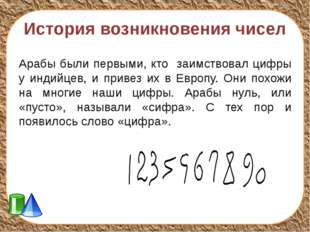 История возникновения чисел
Арабы были первыми, кто заимствовал цифры
у индийцев, и привез их в Европу. Они похожи
на многие наши цифры. Арабы нуль, или
«пусто», называли «сифра». С тех пор и
появилось слово «цифра».
1235967890